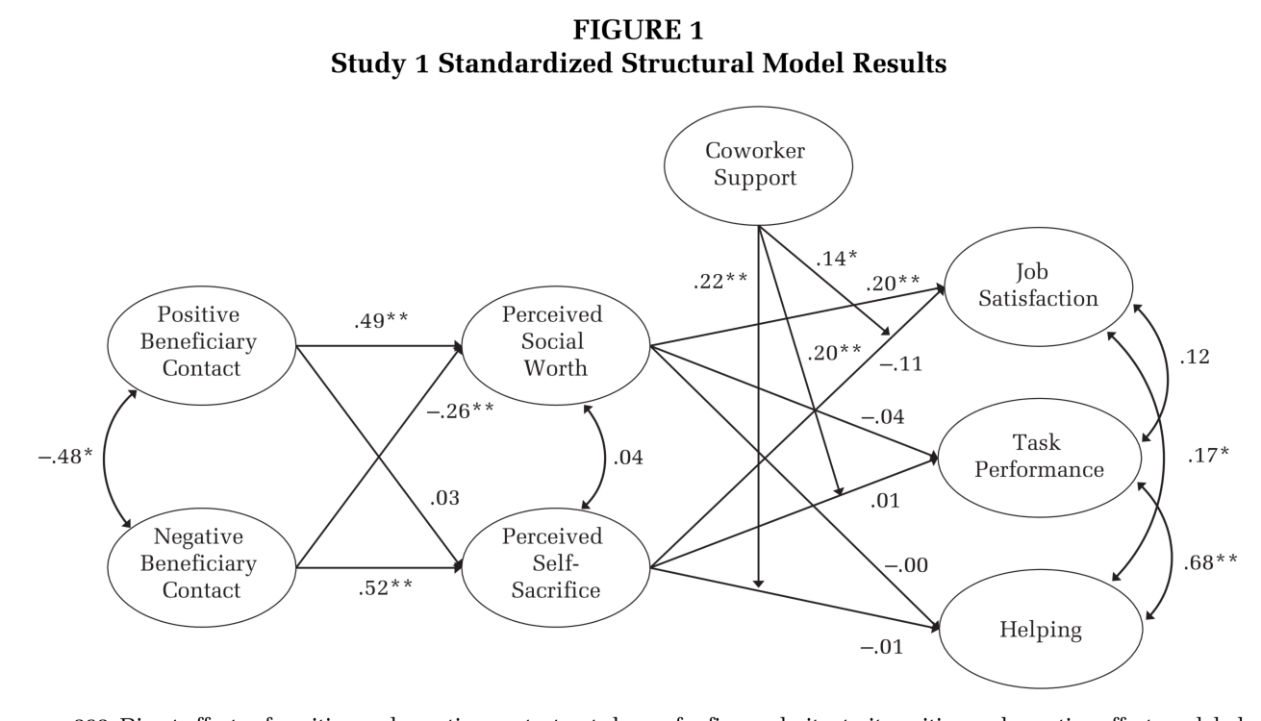 FIGURE 1
Study 1 Standardized Structural Model Results
Coworker
Support
.14*
.22**
.20**
Job
Satisfaction
Positive
Beneficiary
Contact
.49**
Perceived
Social
Worth
.20**
–.11
.12
–.26**
–.04
–.48*
.04
Task
Performance
.17*
.03
.01
Negative
Beneficiary
Contact
.52**
Perceived
Self-
Sacrifice
–.00
.68**
Helping
–.01